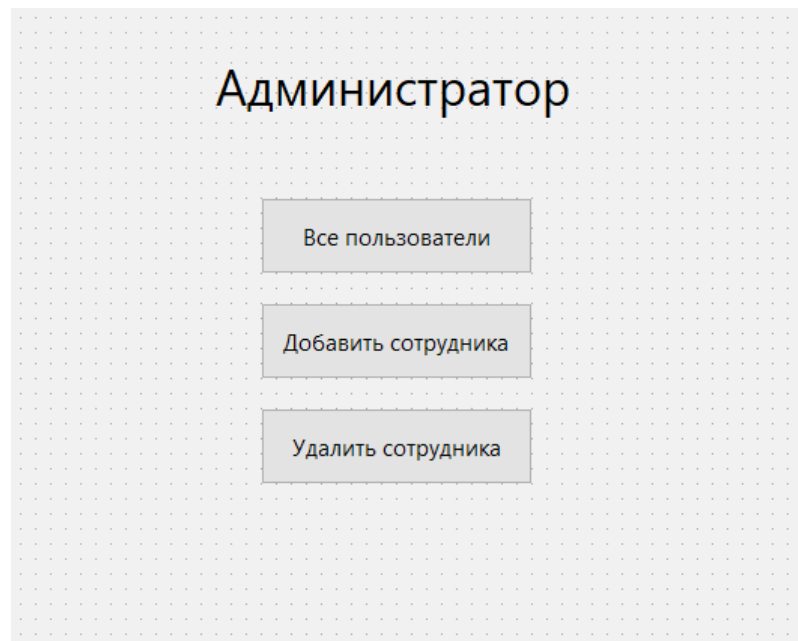 Администратор
Все пользователи
Добавить сотрудника
Удалить сотрудника